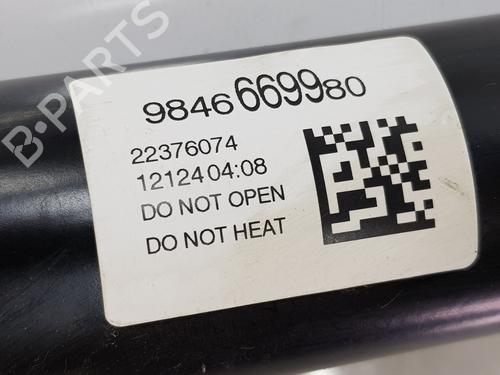 9846669980
22376074
12124 04:08
DO NOT OPEN
DO NOT HEAT
B-PARTS